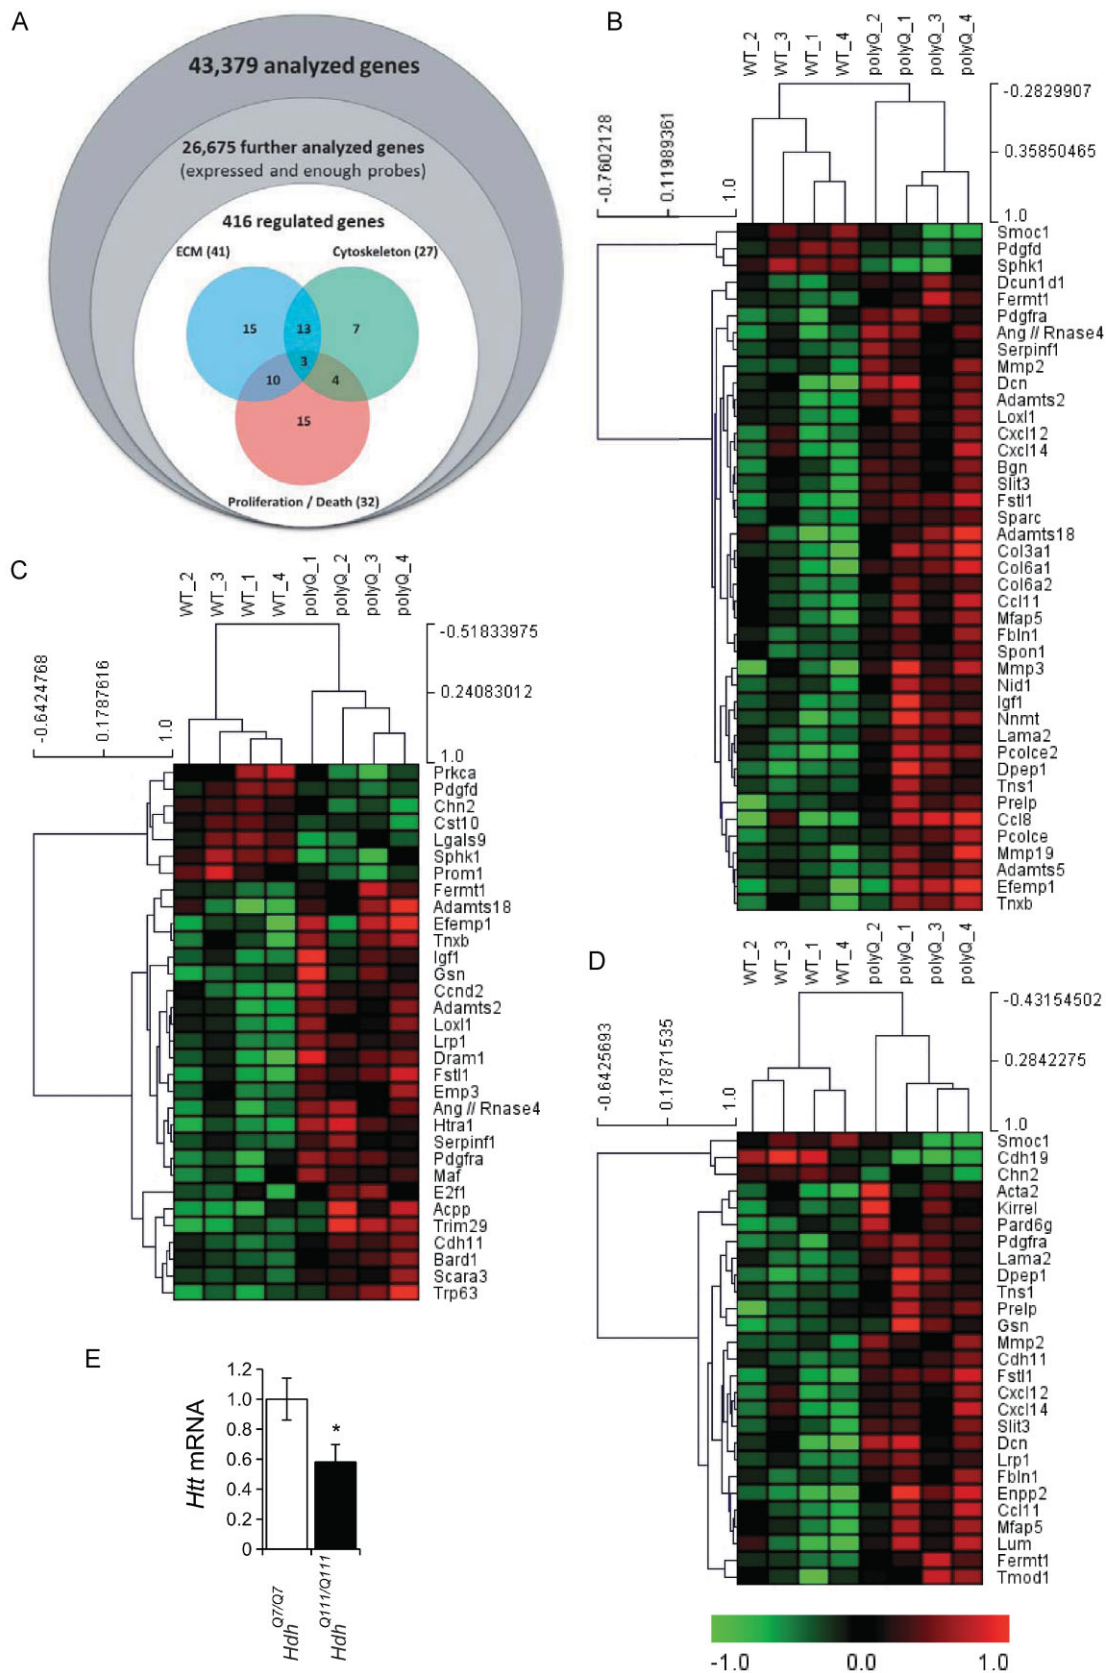 A
43,379 analyzed genes
26,675 further analyzed genes
(expressed and enough probes)
416 regulated genes
ECM (41)
Cytoskeleton (27)
15
13
7
3
10
4
15
Proliferation / Death (32)
B
WT_2
WT_3
WT_1
WT_4
polyQ_2
polyQ_1
polyQ_3
polyQ_4
-0.2829907
0.35850465
1.0
-0.7602128
0.11989361
1.0
Smoc1
Pdgfd
Sphk1
Dcun1d1
Fermt1
Pdgfra
Ang // Rnase4
Serpinf1
Mmp2
Dcn
Adamts2
Loxl1
Cxcl12
Cxcl14
Bgn
Slit3
Fstl1
Sparc
Adamts18
Col3a1
Col6a1
Col6a2
Ccl11
Mfap5
Fbln1
Spon1
Mmp3
Nid1
Igf1
Nnmt
Lama2
Pcolce2
Dpep1
Tns1
Prelp
Ccl8
Pcolce
Mmp19
Adamts5
Efemp1
Tnxb
C
WT_2
WT_3
WT_1
WT_4
polyQ_1
polyQ_2
polyQ_3
polyQ_4
-0.51833975
0.24083012
1.0
-0.6424768
0.1787616
1.0
Prkca
Pdgfd
Chn2
Cst10
Lgals9
Sphk1
Prom1
Fermt1
Adamts18
Efemp1
Tnxb
Igf1
Gsn
Ccnd2
Adamts2
Loxl1
Lrp1
Dram1
Fstl1
Emp3
Ang // Rnase4
Htra1
Serpinf1
Pdgfra
Maf
E2f1
Acpp
Trim29
Cdh11
Bard1
Scara3
Trp63
D
WT_2
WT_3
WT_1
WT_4
polyQ_2
polyQ_1
polyQ_3
polyQ_4
-0.43154502
0.2842275
1.0
-0.6425693
0.17871535
1.0
Smoc1
Cdh19
Chn2
Acta2
Kirrel
Pard6g
Pdgfra
Lama2
Dpep1
Tns1
Prelp
Gsn
Mmp2
Cdh11
Fstl1
Cxcl12
Cxcl14
Slit3
Dcn
Lrp1
Fbln1
Enpp2
Ccl11
Mfap5
Lum
Fermt1
Tmod1
-1.0
0.0
1.0
E
Htt mRNA
1.2
1.0
0.8
0.6
0.4
0.2
0
*
Hdh Q7/Q7
Hdh Q111/Q111